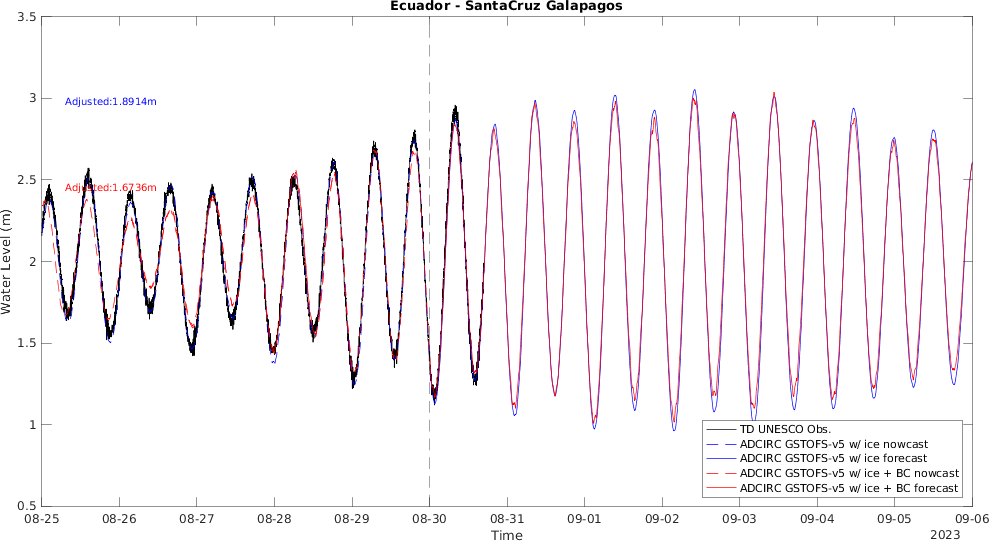 Ecuador - SantaCruz Galapagos
3.5
3
2.5
2
1.5
1
0.5
Water Level (m)
Adjusted:1.8914m
Adjusted:1.6736m
TD UNESCO Obs.
ADCIRC GSTOFS-v5 w/ ice nowcast
ADCIRC GSTOFS-v5 w/ ice forecast
ADCIRC GSTOFS-v5 w/ ice + BC nowcast
ADCIRC GSTOFS-v5 w/ ice + BC forecast
08-25 08-26 08-27 08-28 08-29 08-30 08-31 09-01 09-02 09-03 09-04 09-05 09-06
Time
2023